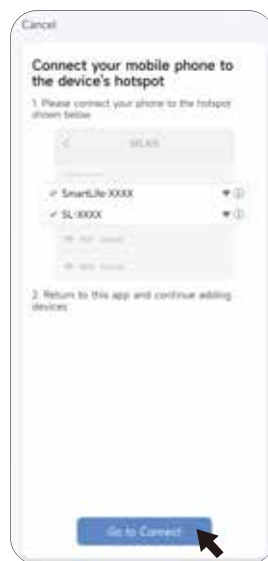 Cancel
Connect your mobile phone to
the device's hotspot
1. Please connect your phone to the hotspot
shown below
WLAN
✓ SmartLife-XXXX
✓ SL-XXXX
2. Return to this app and continue adding
devices
Go to Connect